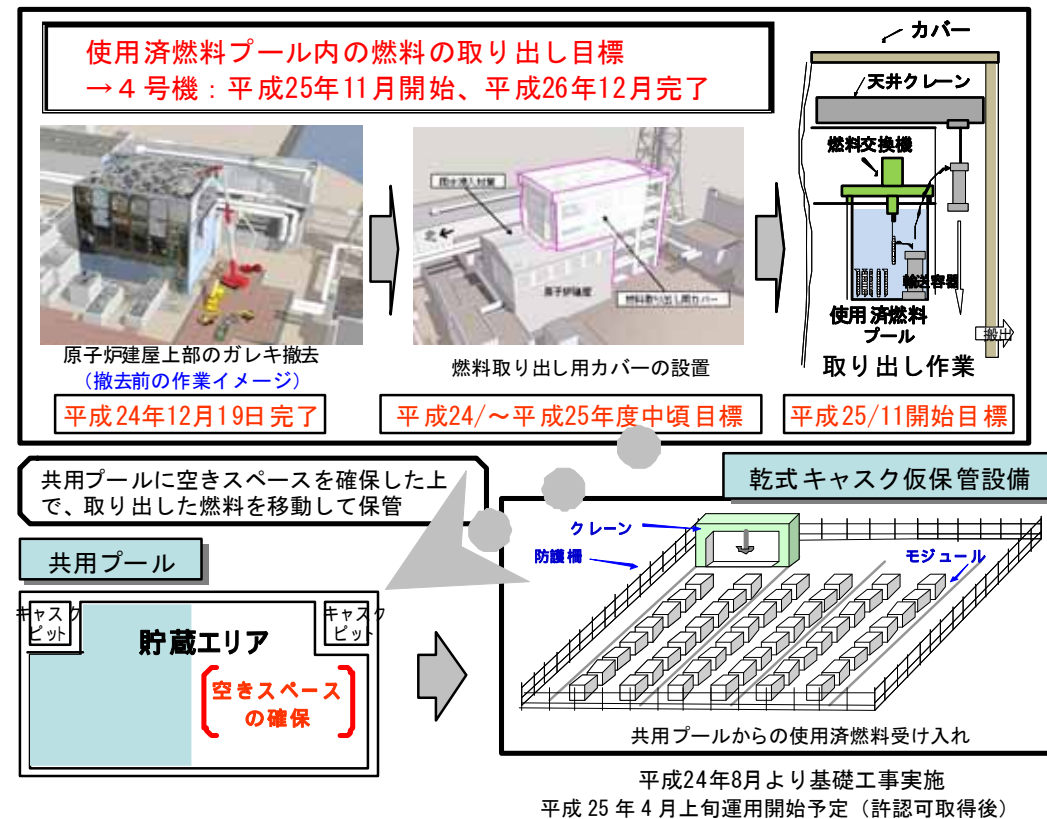 使用済燃料プール内の燃料の取り出し目標
→４号機：平成25年11月開始、平成26年12月完了
カバー
天井クレーン
燃料交換機
輸送容器
使用済燃料
プール
搬出
取り出し作業
北
原子炉建屋
燃料取り出し用カバー
原子炉建屋上部のガレキ撤去
（撤去前の作業イメージ）
燃料取り出し用カバーの設置
平成24年12月19日完了
平成24/～平成25年度中頃目標
平成25/11開始目標
共用プールに空きスペースを確保した上
で、取り出した燃料を移動して保管
乾式キャスク仮保管設備
クレーン
防護柵
モジュール
共用プール
キャスク
ピット
キャスク
ピット
貯蔵エリア
空きスペース
の確保
共用プールからの使用済燃料受け入れ
平成24年8月より基礎工事実施
平成 25 年 4 月上旬運用開始予定（許認可取得後）